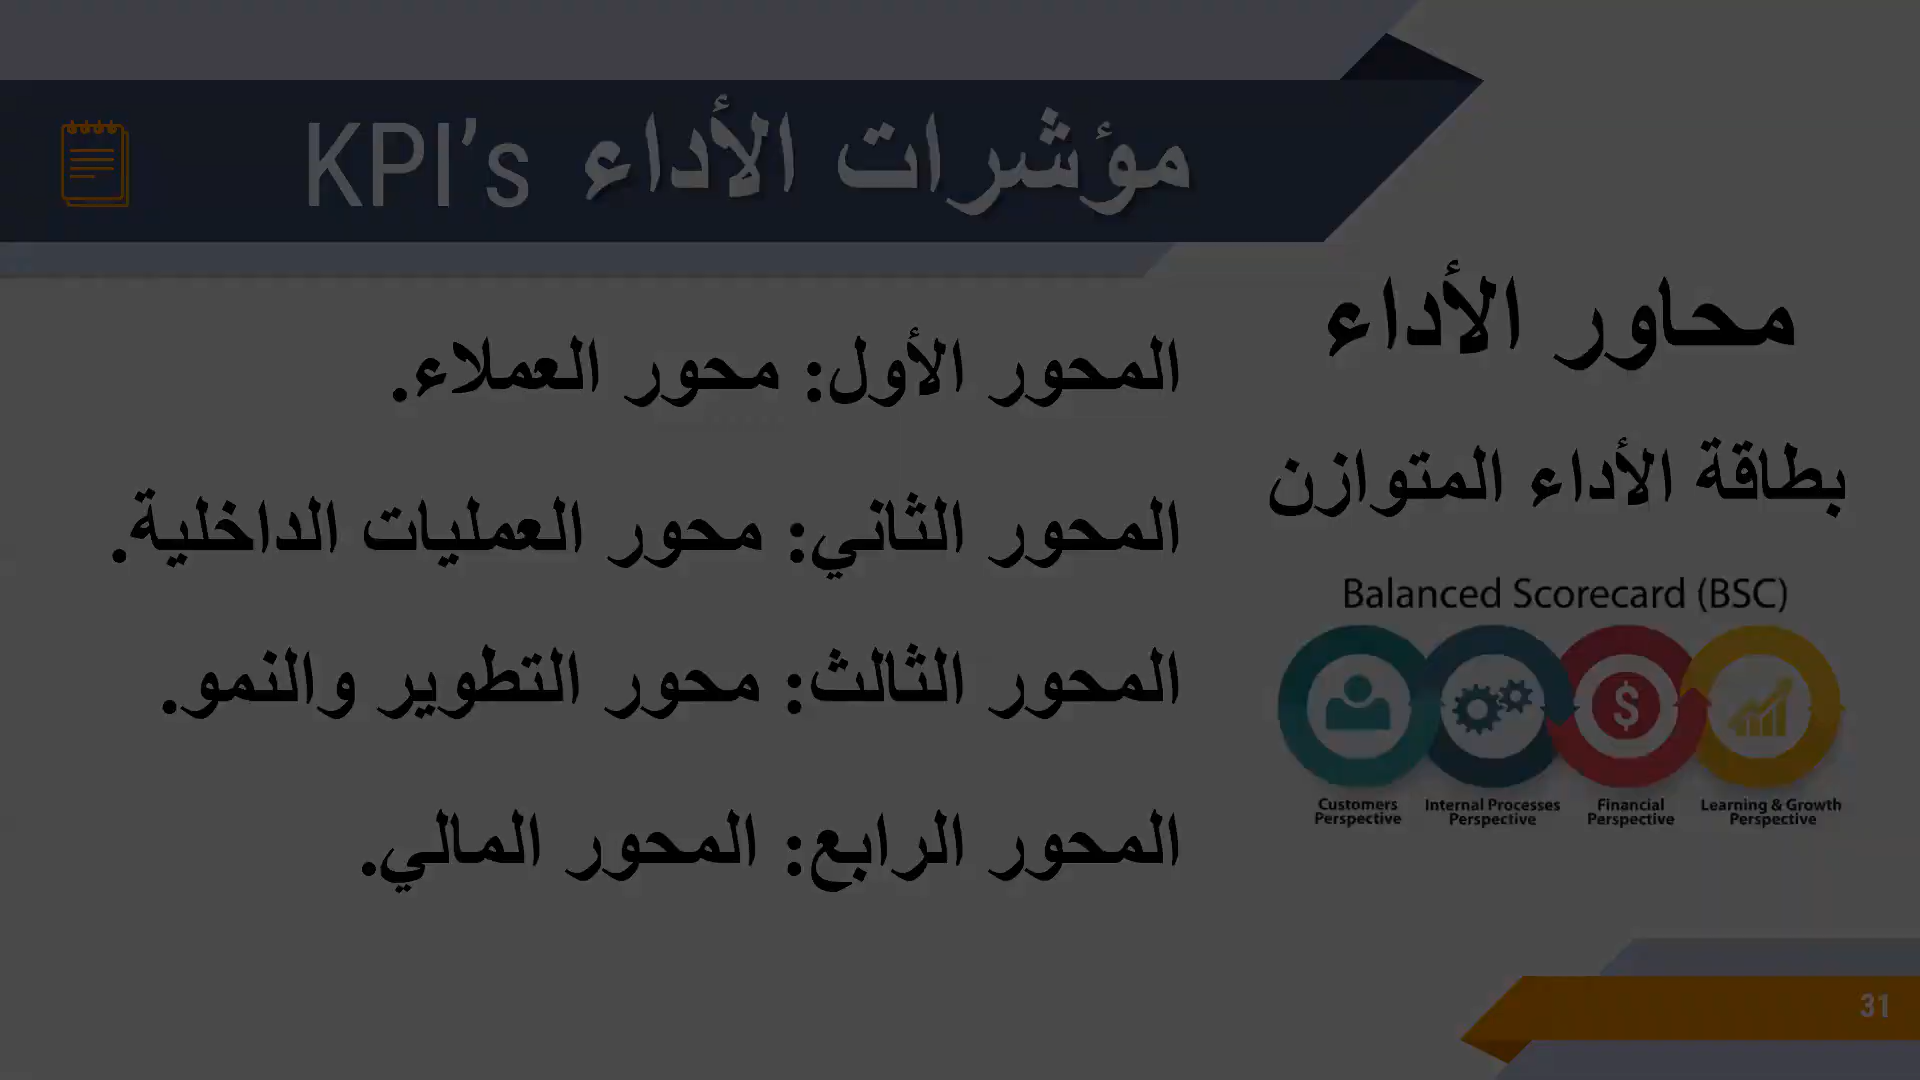 مؤشرات الأداء KPI’s
محاور الأداء
بطاقة الأداء المتوازن
Balanced Scorecard (BSC)
Customers Perspective
Internal Processes Perspective
Financial Perspective
Learning & Growth Perspective
المحور الأول: محور العملاء.
المحور الثاني: محور العمليات الداخلية.
المحور الثالث: محور التطوير والنمو.
المحور الرابع: المحور المالي.
31